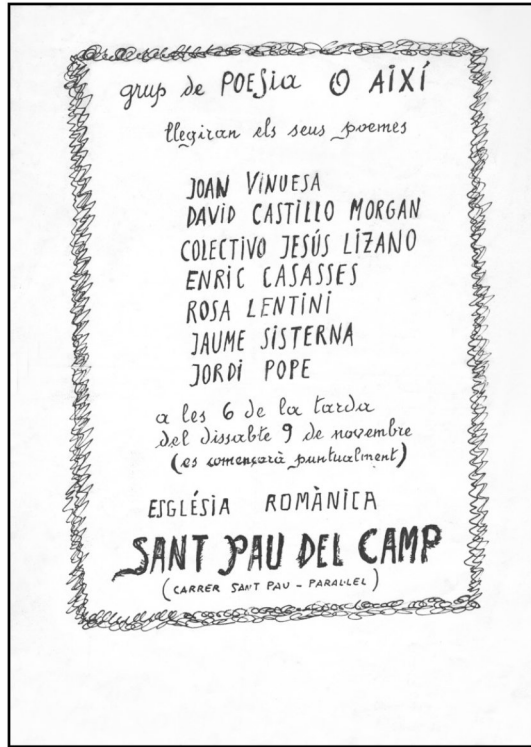 grup de POESia O AIXÍ
llegiran els seus poemes
JOAN ViNUESA
DAVID CASTILLO MORGAN
COLECTIVO JESÚS LIZANO
ENRIC CASASSES
ROSA LENTINI
JAUME SISTERNA
JORDI POPE
a les 6 de la tarda
del dissabte 9 de novembre
(es començarà puntualment)
ESGLÉSIA ROMÀNICA
SANT PAU DEL CAMP
(CARRER SANT PAU - PARAL·LEL)